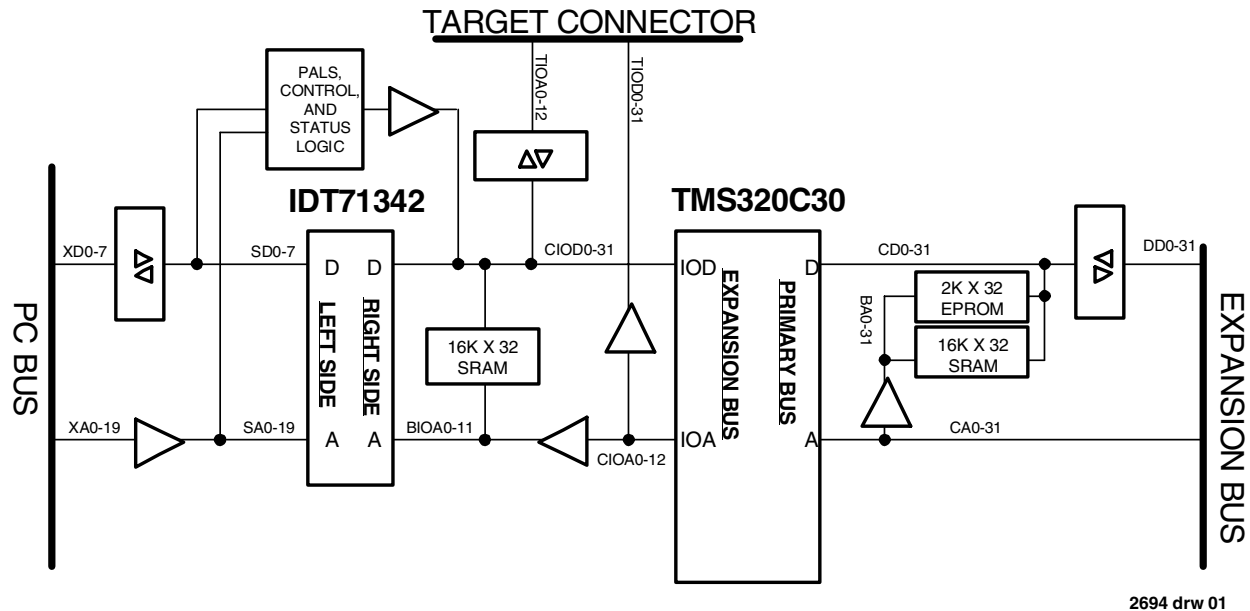 TARGET CONNECTOR
PALS,
CONTROL,
AND
STATUS
LOGIC
TIOA0-12
TIOD0-31
IDT71342
TMS320C30
XD0-7
SD0-7
CIOD0-31
CD0-31
DD0-31
D
D
IOD
D
LEFT SIDE
RIGHT SIDE
EXPANSION BUS
PRIMARY BUS
BA0-31
2K X 32
EPROM
16K X 32
SRAM
16K X 32
SRAM
PC BUS
EXPANSION BUS
XA0-19
SA0-19
A
A
BIOA0-11
CIOA0-12
IOA
A
CA0-31
2694 drw 01